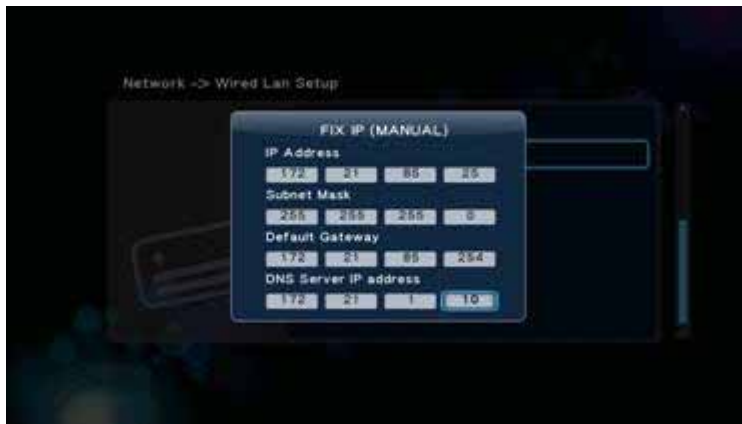 Network -> Wired Lan Setup
FIX IP (MANUAL)
IP Address
172 21 85 25
Subnet Mask
255 255 255 0
Default Gateway
172 21 85 254
DNS Server IP address
172 21 1 10